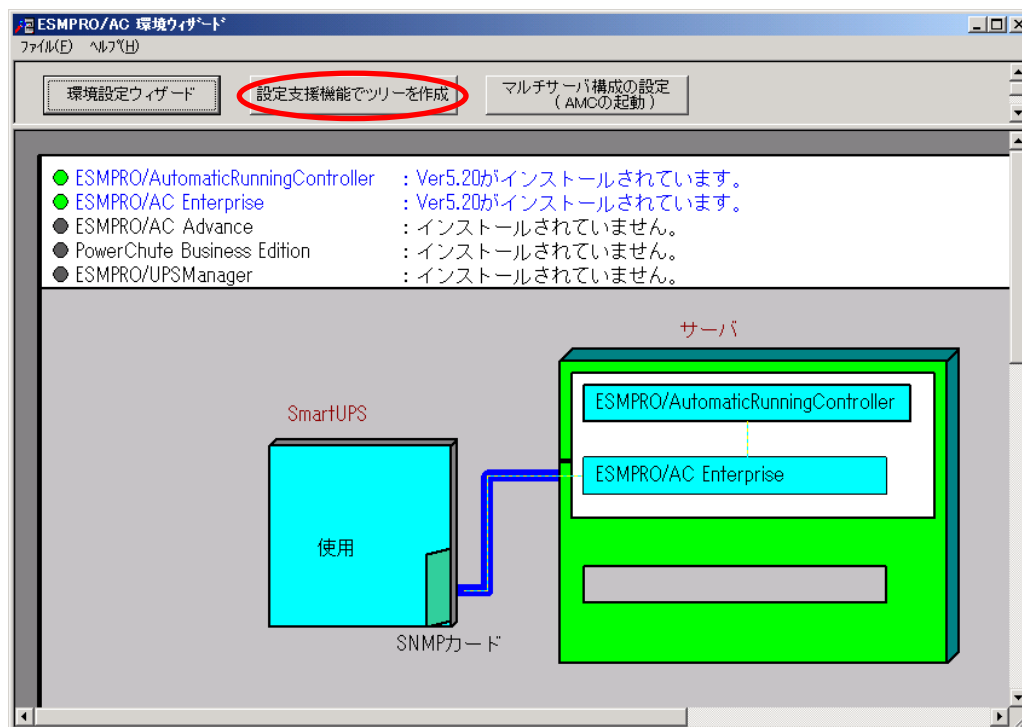 ESMPRO/AC 環境ウィザード
ファイル(F) ヘルプ(H)
環境設定ウィザード
設定支援機能でツリーを作成
マルチサーバ構成の設定
(AMCの起動)
ESMPRO/AutomaticRunningController : Ver5.20がインストールされています。
ESMPRO/AC Enterprise : Ver5.20がインストールされています。
ESMPRO/AC Advance : インストールされていません。
PowerChute Business Edition : インストールされていません。
ESMPRO/UPSManager : インストールされていません。
サーバ
SmartUPS
ESMPRO/AutomaticRunningController
ESMPRO/AC Enterprise
使用
SNMPカード